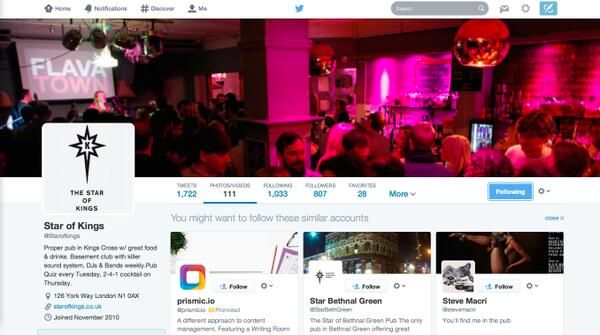 Home Notifications Discover Me
Search
FLAVA
TOWN
K
THE STAR
OF
KINGS
TWEETS PHOTOS/VIDEOS FOLLOWING FOLLOWERS FAVORITES
1,722 111 1,033 807 28 More
Following
Star of Kings
@Starofkings
Proper pub in Kings Cross w/ great food
& drinks. Basement club with killer
sound system, DJs & Bands weekly.Pub
Quiz every Tuesday, 2-4-1 cocktail on
Thursday.
126 York Way London N1 0AX
starofkings.co.uk
Joined November 2010
You might want to follow these similar accounts
close
Follow
prismic.io
@prismicio Promoted
A different approach to content
management. Featuring a Writing Room
Follow
Star Bethnal Green
@StarBethGreen
The Star of Bethnal Green Pub The only
pub in Bethnal Green offering great
Follow
Steve Macri
@stevemacri
You'll find me in the pub